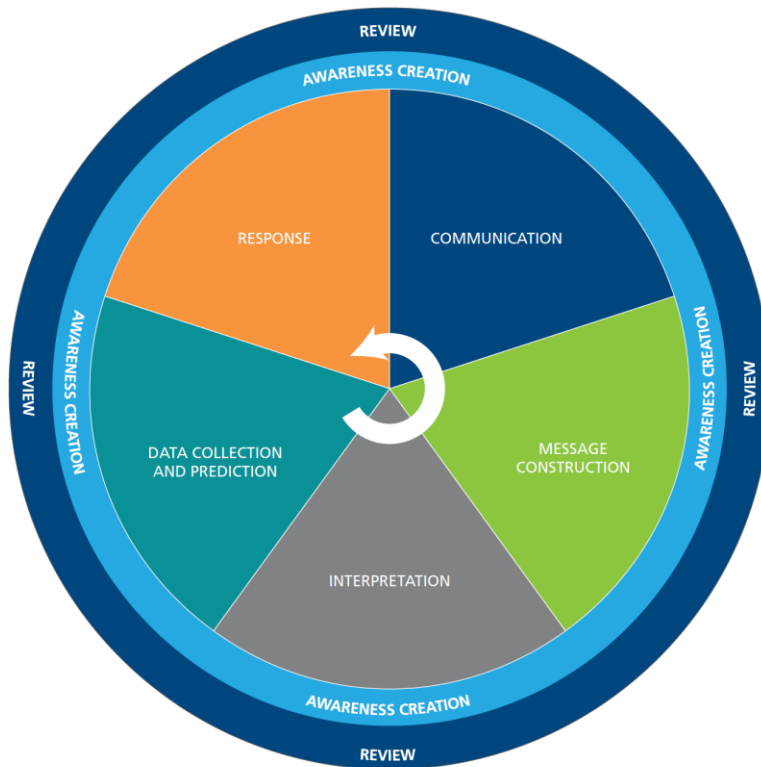 REVIEW
AWARENESS CREATION
RESPONSE
COMMUNICATION
AWARENESS CREATION
REVIEW
AWARENESS CREATION
REVIEW
DATA COLLECTION
AND PREDICTION
MESSAGE
CONSTRUCTION
INTERPRETATION
AWARENESS CREATION
REVIEW